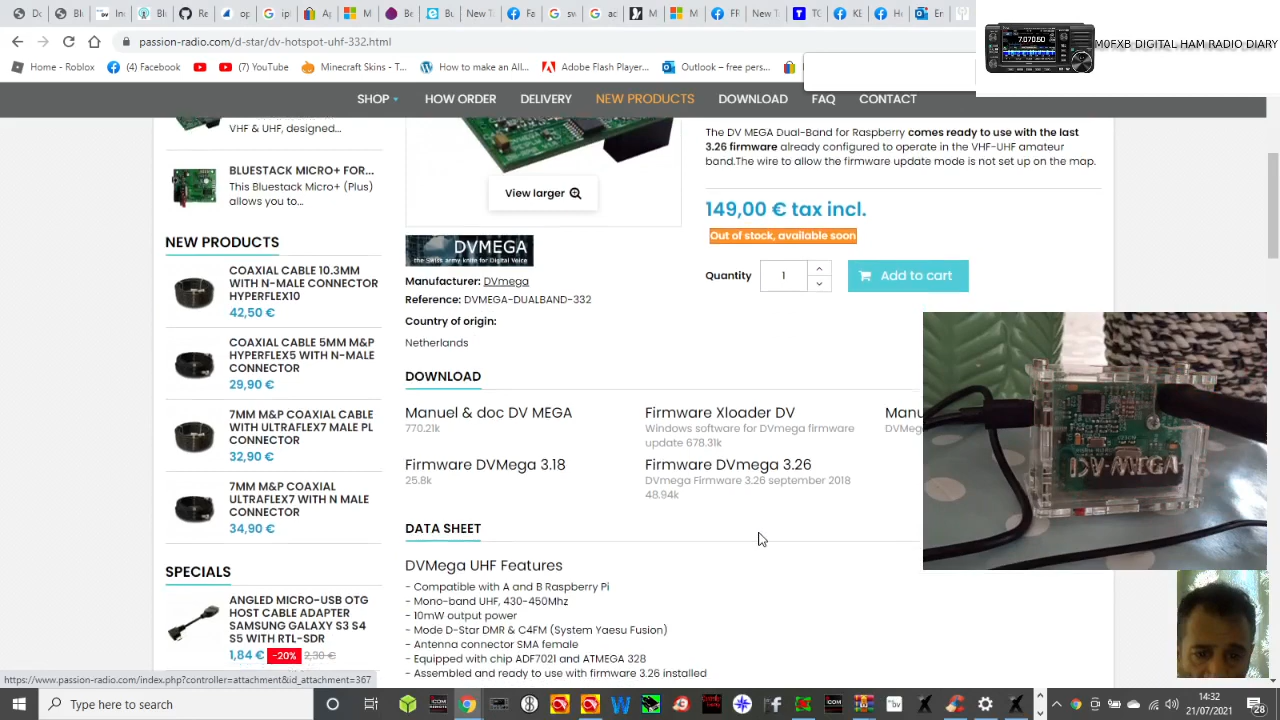 passion-radio.com/d-star/dv-
html
M0FXB DIGITAL HAM RADIO DIARY
7.070.50
Home - Roxiox
How to make an
Adobe Flash Player
SHOP
HOW ORDER
DELIVERY
NEW PRODUCTS
DOWNLOAD
FAQ
CONTACT
VHF & UHF, designed...
BLUESTACK MICRO+ FOR...
This Bluestack Micro+ (Plus)
allows you to...
NEW PRODUCTS
COAXIAL CABLE 10.3MM
WITH N-MALE CONNECTOR
HYPERFLEX10
42,50 €
COAXIAL CABLE 5MM M&P
HYPERFLEX5 WITH N-MALE
CONNECTOR
29,90 €
7MM M&P COAXIAL CABLE
WITH ULTRAFLEX7 MALE PL
CONNECTOR
32,90 €
7MM M&P COAXIAL
ULTRAFLEX7 WITH N MALE
CONNECTOR
34,90 €
SPECIALS
ANGLED MICRO-USB OTG
HOST CABLE ADAPTER
SAMSUNG GALAXY S3 S4
S5 WITH RTL-SDR
1,84 € -20% 2,30 €
View larger
DVMEGA
the Swiss army knife for Digital Voice
Manufacturer: DVmega
Reference: DVMEGA-DUALBAND-332
Country of origin:
Netherlands
The DV MEGA Dual-Band for Raspberry comes ready to use with the last
3.26 firmware already configured to operate in the VHF-UHF amateur
band.The wire to allow the firmware update mode is not set up on the map.
149,00 € tax incl.
Out of stock, available soon
Quantity 1 Add to cart
DOWNLOAD
Manuel & doc DV MEGA
770.21k
Firmware Xloader DV
Windows software for DVmega firmware
update 678.31k
Manu
DVMeg
Firmware DVMega 3.18
25.8k
Firmware DVmega 3.26
DVmega Firmware 3.26 september 2018
48.94k
DATA SHEET
DVMega UHF Features
- Compatible with A and B Raspberry Pi
- Mono-band UHF, 430-450Mhz
- 10mW output power
- Mode D-Star DMR & C4FM (System Yaesu Fusion)
- Antenna connector SMA female
- Equipped with chip ADF7021 and ATMEGA 328
- Assembled and ready to use with firmware 3.26 installed
DV-MEGA
https://www.passion-radio.com/index.php?controller=attachment&id_attachment=367
Type here to search
14:32
21/07/2021
28